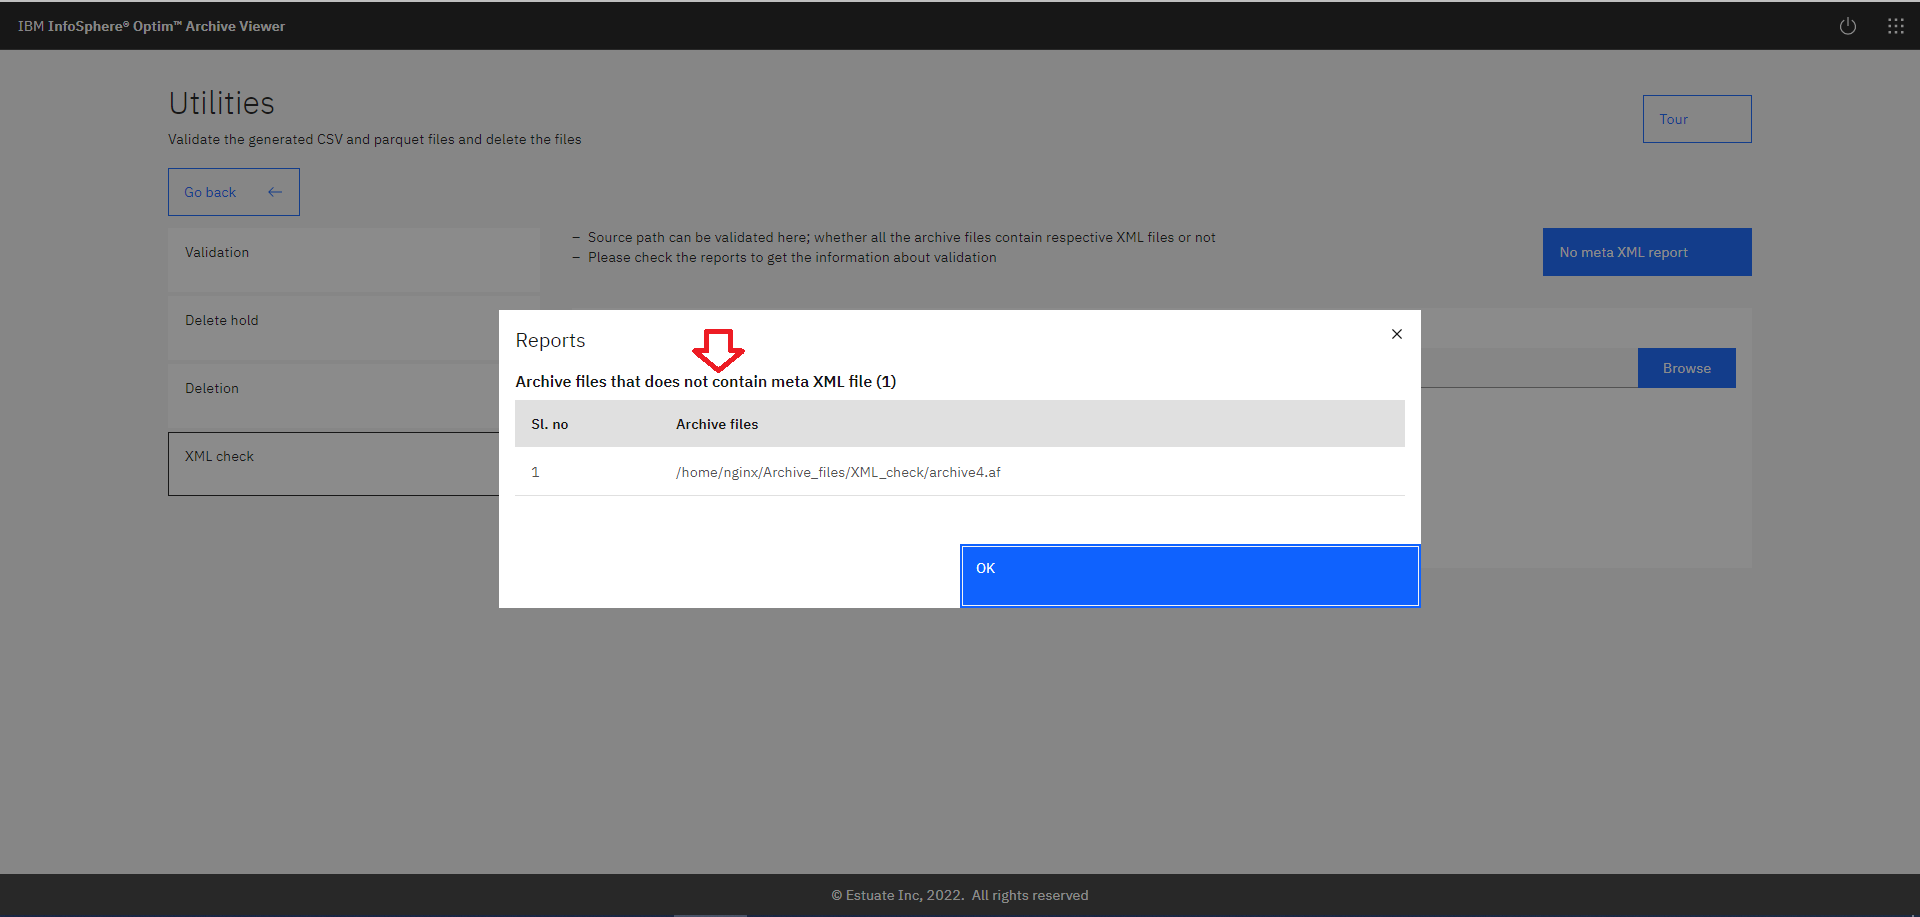 IBM InfoSphere® Optim™ Archive Viewer
Utilities
Validate the generated CSV and parquet files and delete the files
Tour
Go back
Validation
Delete hold
Deletion
XML check
– Source path can be validated here; whether all the archive files contain respective XML files or not
– Please check the reports to get the information about validation
No meta XML report
Browse
Reports
Archive files that does not contain meta XML file (1)
Sl. no Archive files
1 /home/nginx/Archive_files/XML_check/archive4.af
OK
© Estuate Inc, 2022. All rights reserved